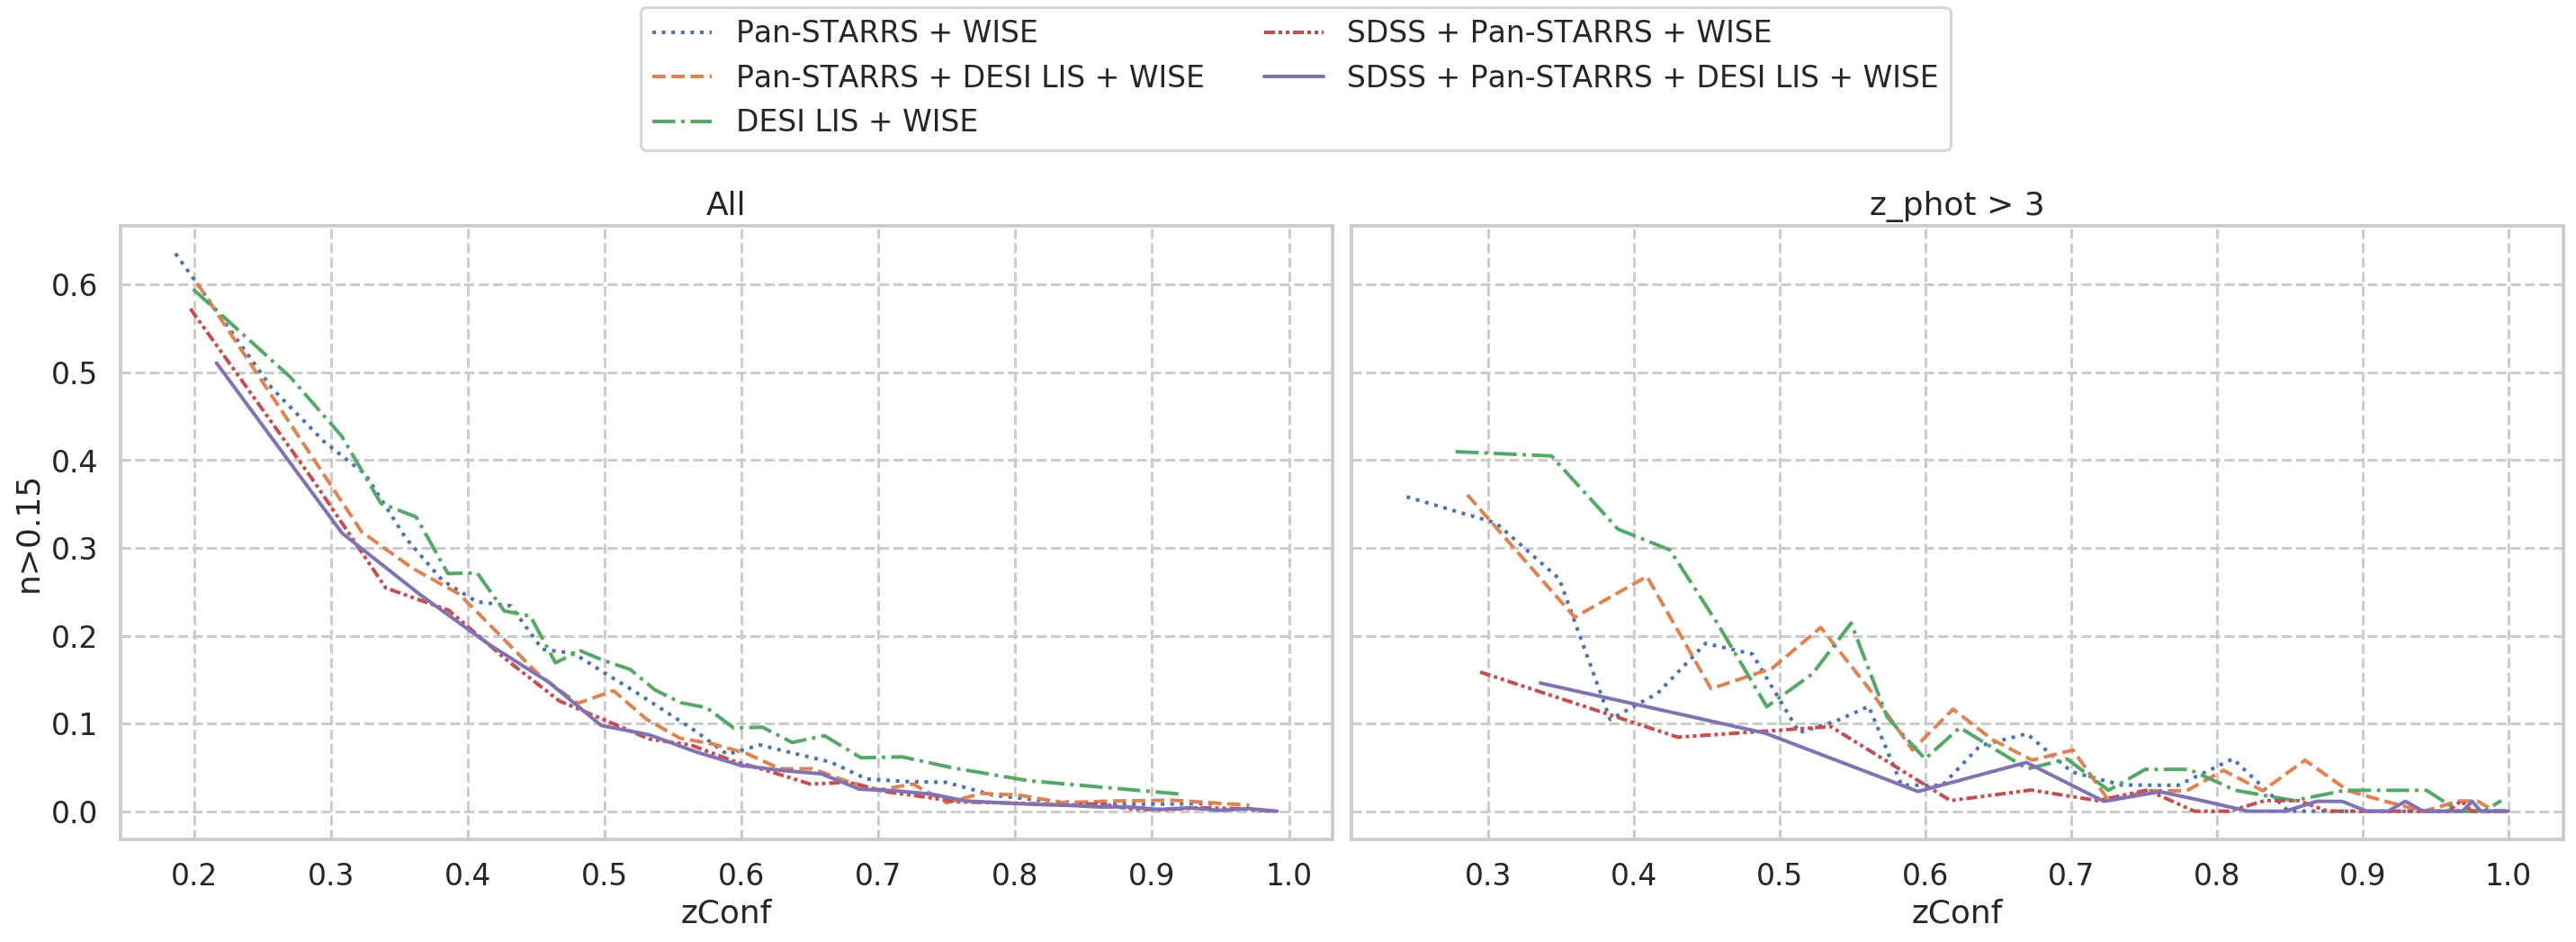 Pan-STARRS + WISE
Pan-STARRS + DESI LIS + WISE
DESI LIS + WISE
SDSS + Pan-STARRS + WISE
SDSS + Pan-STARRS + DESI LIS + WISE
All
z_phot > 3
n>0.15
0.6
0.5
0.4
0.3
0.2
0.1
0.0
0.2 0.3 0.4 0.5 0.6 0.7 0.8 0.9 1.0
zConf
0.3 0.4 0.5 0.6 0.7 0.8 0.9 1.0
zConf